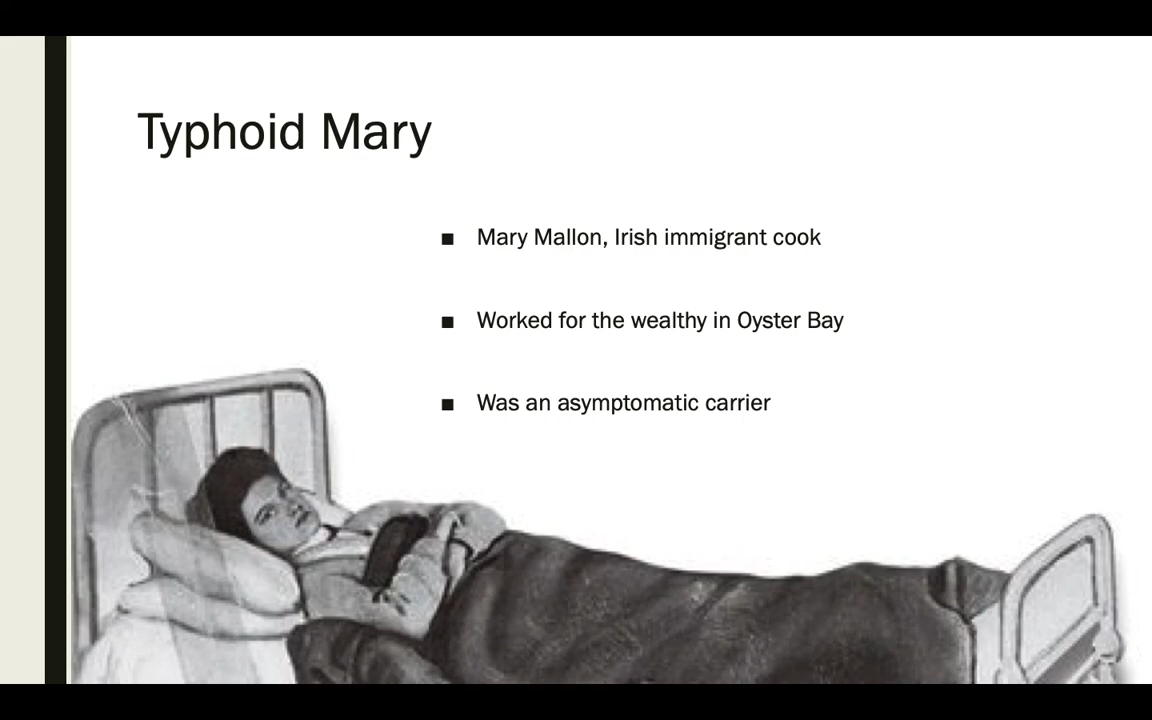 Typhoid Mary
■ Mary Mallon, Irish immigrant cook
■ Worked for the wealthy in Oyster Bay
■ Was an asymptomatic carrier